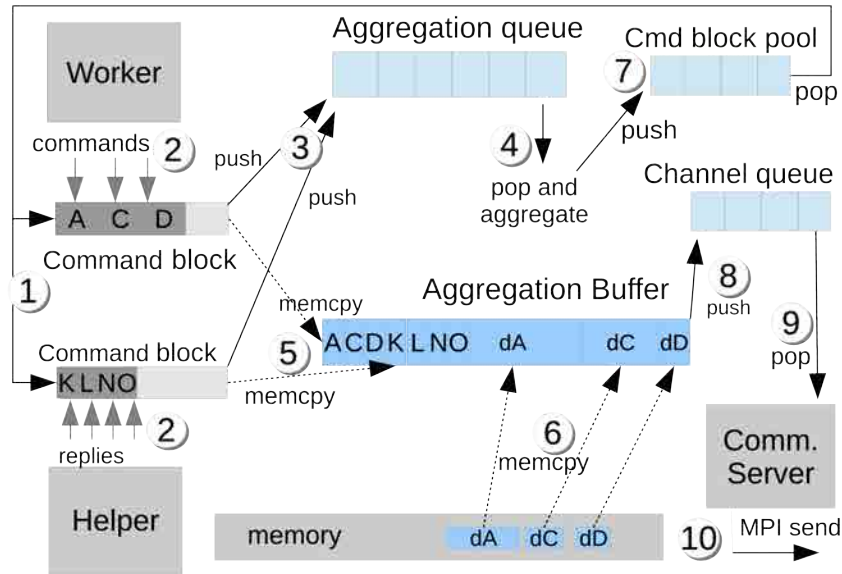 Aggregation queue
Cmd block pool
Worker
7
pop
commands
2
push
3
4
push
pop and
aggregate
Channel queue
push
A C D
Command block
1
memcpy
Aggregation Buffer
8
push
9
pop
5
A C D K L N O dA dC dD
Command block
K L N O
memcpy
2
replies
6
memcpy
Comm.
Server
Helper
memory
dA dC dD
10
MPI send